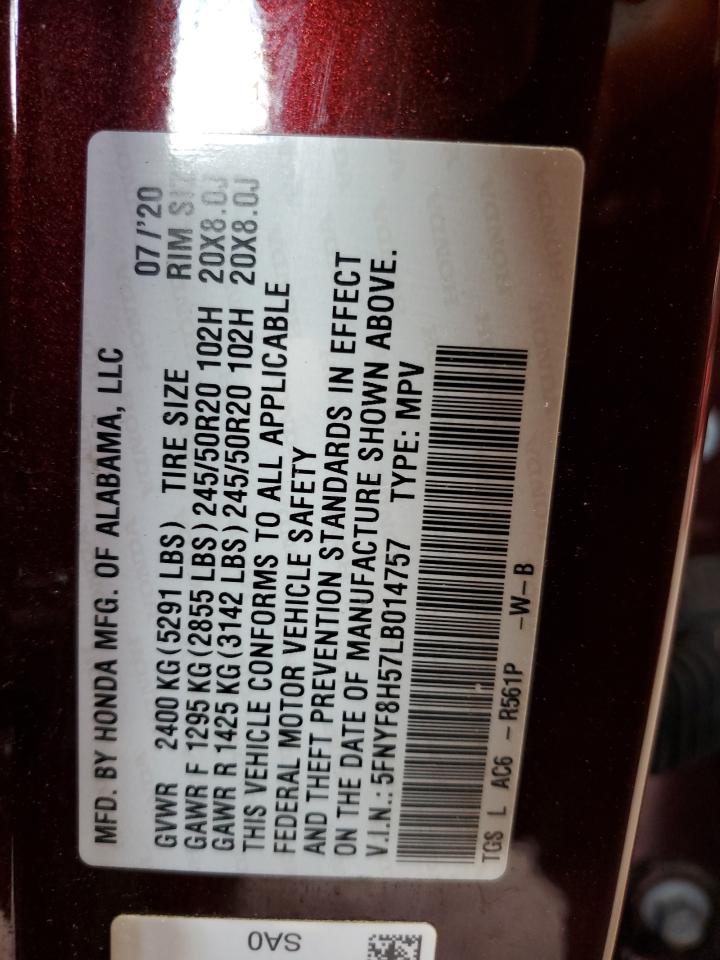 MFD. BY HONDA MFG. OF ALABAMA, LLC 07/'20
GVWR 2400 KG (5291 LBS) TIRE SIZE RIM SIZ
GAWR F 1295 KG (2855 LBS) 245/50R20 102H 20X8.0J
GAWR R 1425 KG (3142 LBS) 245/50R20 102H 20X8.0J
THIS VEHICLE CONFORMS TO ALL APPLICABLE
FEDERAL MOTOR VEHICLE SAFETY
AND THEFT PREVENTION STANDARDS IN EFFECT
ON THE DATE OF MANUFACTURE SHOWN ABOVE.
V.I.N.: 5FNYF8H57LB014757 TYPE: MPV
TGS L AC6 -R561P -W-B
SA0